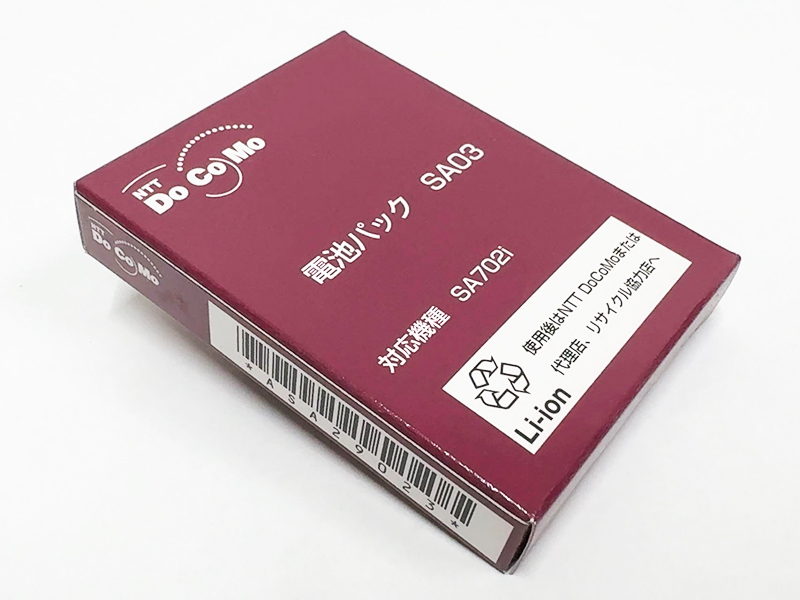 NTT
DoCoMo
電池パック SA03
対応機種 SA702i
使用後はNTT DoCoMoまたは
代理店、リサイクル協力店へ
Li-ion
NTT
DoCoMo
*ASA29023*